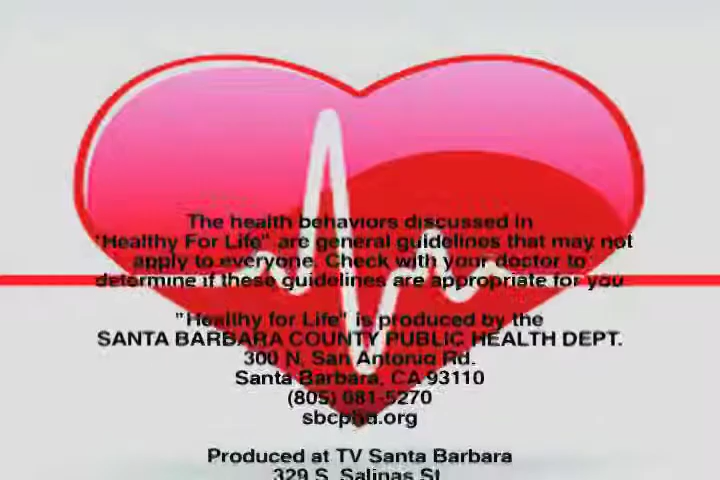 The health behaviors discussed in
"Healthy For Life" are general guidelines that may not
apply to everyone. Check with your doctor to
determine if these guidelines are appropriate for you
"Healthy for Life" is produced by the
SANTA BARBARA COUNTY PUBLIC HEALTH DEPT.
300 N. San Antonio Rd.
Santa Barbara, CA 93110
(805) 681-5270
sbcphd.org
Produced at TV Santa Barbara
329 S. Salinas St